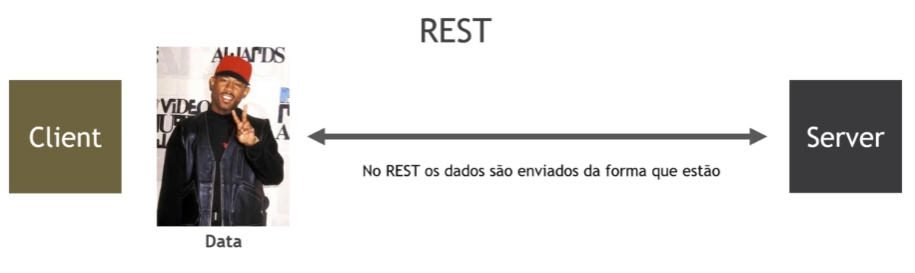 REST
AWARDS
Client
VIDEO
Server
No REST os dados são enviados da forma que estão
Data